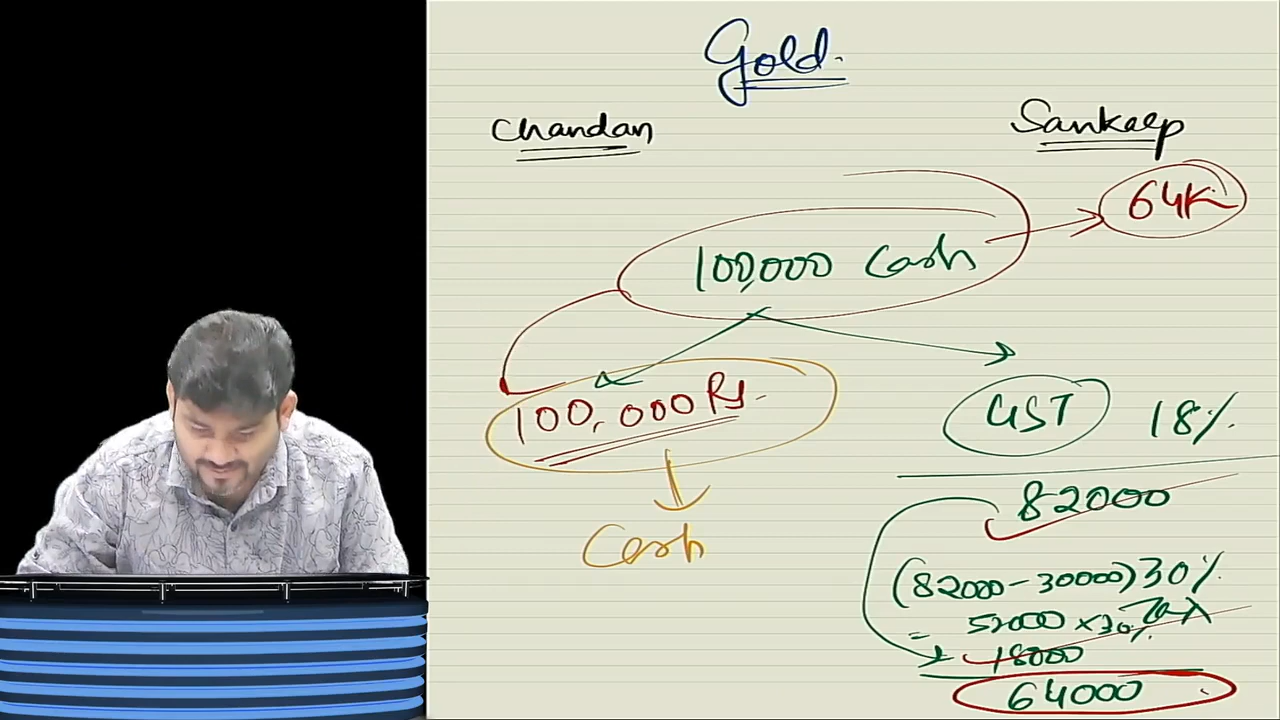 Gold.
Chandan
Sankalp
64K
100,000 Cash
100,000 Rs.
GST 18%.
82000
Cash
(82000-30000)30%.
= 52000 x 30% Tax
18000
64000